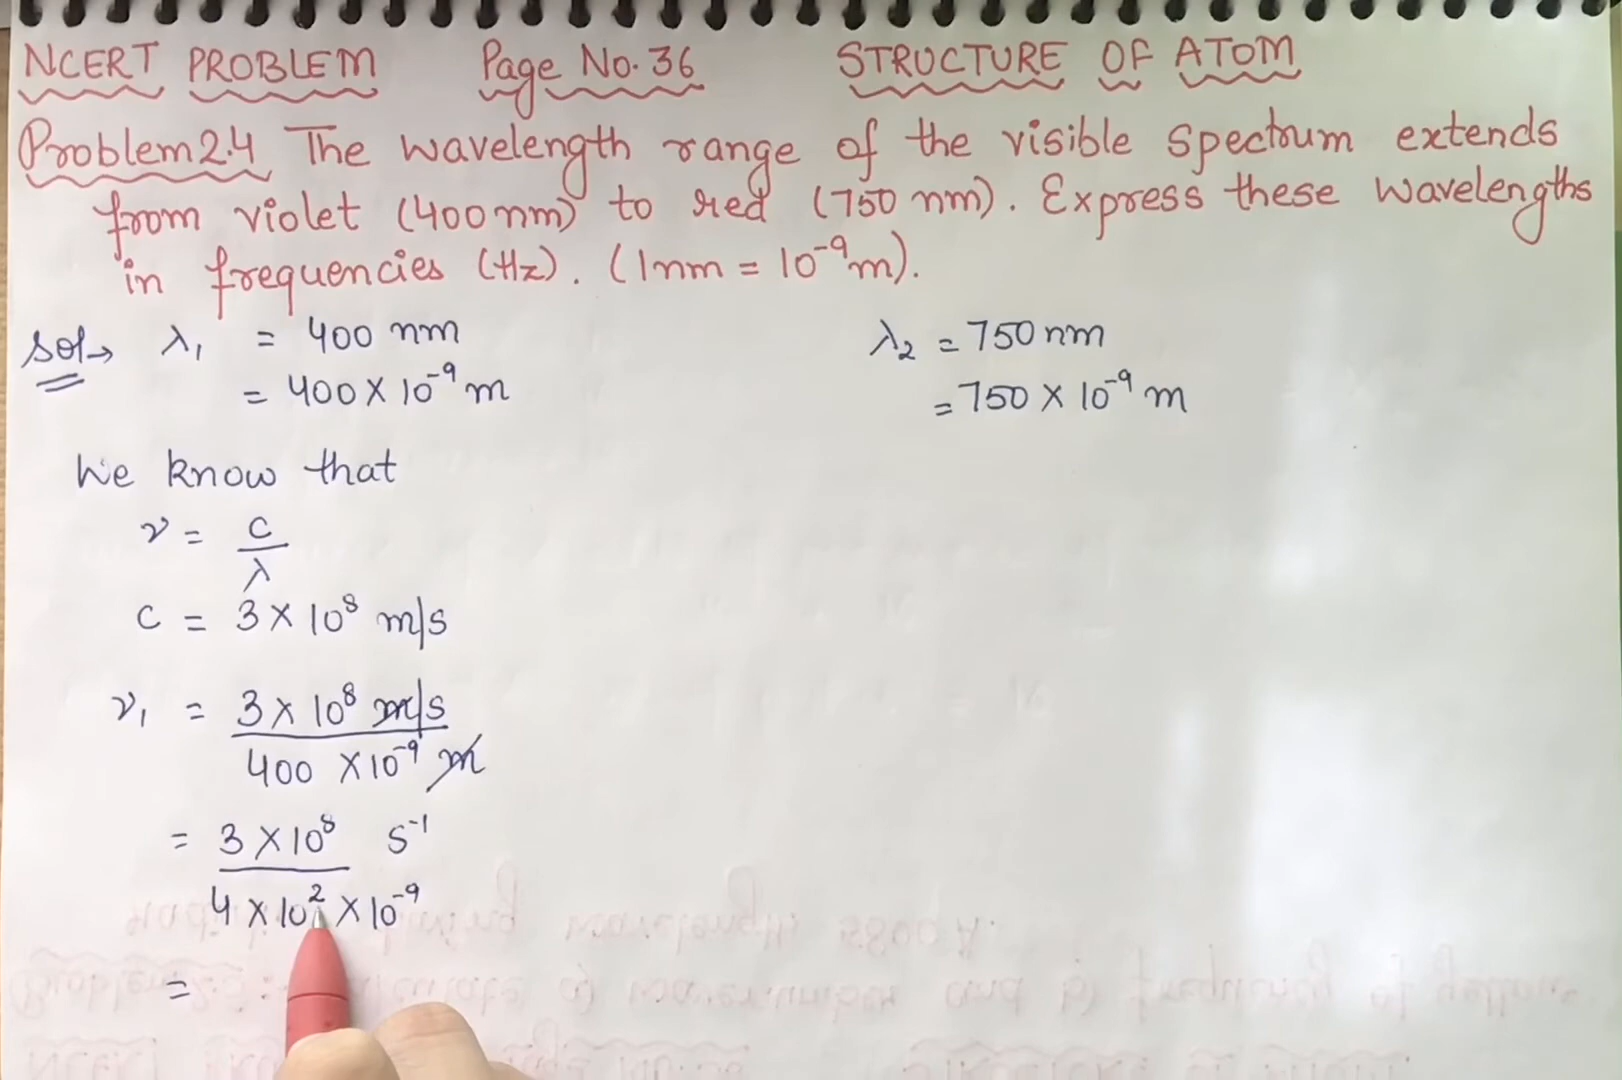 NCERT PROBLEM Page No. 36 STRUCTURE OF ATOM
Problem 2.4 The wavelength range of the visible spectrum extends
from violet (400 nm) to red (750 nm). Express these wavelengths
in frequencies (Hz). (1nm = 10⁻⁹m).
Sol→ λ₁ = 400 nm λ₂ = 750 nm
= 400 × 10⁻⁹ m = 750 × 10⁻⁹ m
We know that
ν = c/λ
C = 3 × 10⁸ m/s
ν₁ = 3 × 10⁸ m/s
400 × 10⁻⁹ m
= 3 × 10⁸ S⁻¹
4 × 10² × 10⁻⁹
=